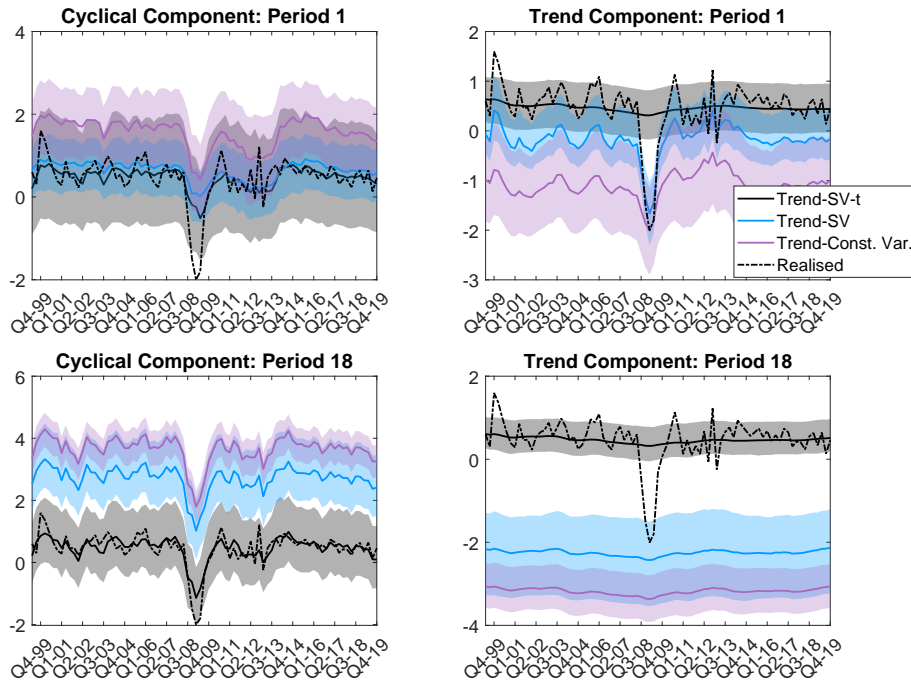 Cyclical Component: Period 1
4
2
0
-2
Q4-99 Q1-01 Q2-02 Q3-03 Q4-04 Q1-06 Q2-07 Q3-08 Q4-09 Q1-11 Q2-12 Q3-13 Q4-14 Q1-16 Q2-17 Q3-18 Q4-19
Trend Component: Period 1
2
1
0
-1
-2
-3
Q4-99 Q1-01 Q2-02 Q3-03 Q4-04 Q1-06 Q2-07 Q3-08 Q4-09 Q1-11 Q2-12 Q3-13 Q4-14 Q1-16 Q2-17 Q3-18 Q4-19
Trend-SV-t
Trend-SV
Trend-Const. Var.
Realised
Cyclical Component: Period 18
6
4
2
0
-2
Q4-99 Q1-01 Q2-02 Q3-03 Q4-04 Q1-06 Q2-07 Q3-08 Q4-09 Q1-11 Q2-12 Q3-13 Q4-14 Q1-16 Q2-17 Q3-18 Q4-19
Trend Component: Period 18
2
0
-2
-4
Q4-99 Q1-01 Q2-02 Q3-03 Q4-04 Q1-06 Q2-07 Q3-08 Q4-09 Q1-11 Q2-12 Q3-13 Q4-14 Q1-16 Q2-17 Q3-18 Q4-19